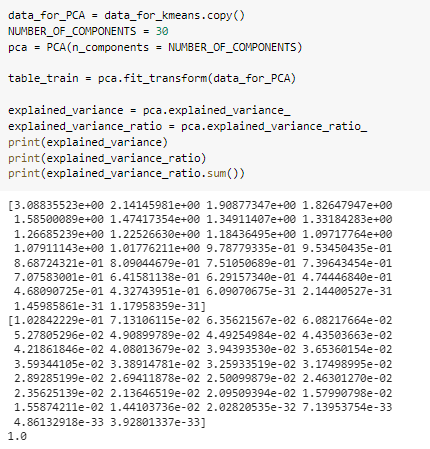 data_for_PCA = data_for_kmeans.copy()
NUMBER_OF_COMPONENTS = 30
pca = PCA(n_components = NUMBER_OF_COMPONENTS)
table_train = pca.fit_transform(data_for_PCA)
explained_variance = pca.explained_variance_
explained_variance_ratio = pca.explained_variance_ratio_
print(explained_variance)
print(explained_variance_ratio)
print(explained_variance_ratio.sum())
[3.08835523e+00 2.14145981e+00 1.90877347e+00 1.82647947e+00
1.58500089e+00 1.47417354e+00 1.34911407e+00 1.33184283e+00
1.26685239e+00 1.22526630e+00 1.18436495e+00 1.09717764e+00
1.07911143e+00 1.01776211e+00 9.78779335e-01 9.53450435e-01
8.68724321e-01 8.09044679e-01 7.51050689e-01 7.39643454e-01
7.07583001e-01 6.41581138e-01 6.29157340e-01 4.74446840e-01
4.68090725e-01 4.32743951e-01 6.09070675e-31 2.14400527e-31
1.45985861e-31 1.17958359e-31]
[1.02842229e-01 7.13106115e-02 6.35621567e-02 6.08217664e-02
5.27805296e-02 4.90899789e-02 4.49254984e-02 4.43503663e-02
4.21861846e-02 4.08013679e-02 3.94393530e-02 3.65360154e-02
3.59344105e-02 3.38914781e-02 3.25933519e-02 3.17498995e-02
2.89285199e-02 2.69411878e-02 2.50099879e-02 2.46301270e-02
2.35625139e-02 2.13646519e-02 2.09509394e-02 1.57990798e-02
1.55874211e-02 1.44103736e-02 2.02820535e-32 7.13953754e-33
4.86132918e-33 3.92801337e-33]
1.0